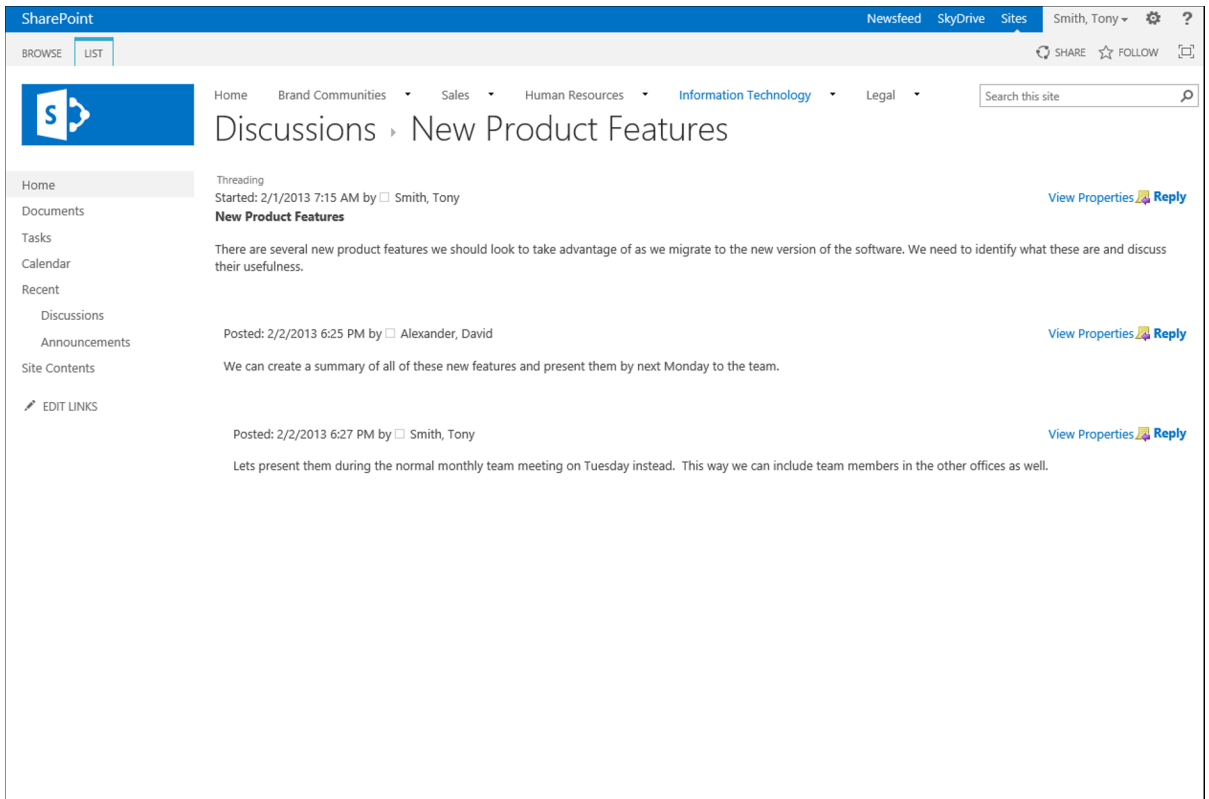 SharePoint Newsfeed SkyDrive Sites Smith, Tony ?
BROWSE LIST SHARE FOLLOW
S
Home Brand Communities Sales Human Resources Information Technology Legal Search this site
Discussions New Product Features
Home
Documents
Tasks
Calendar
Recent
Discussions
Announcements
Site Contents
EDIT LINKS
Threading
Started: 2/1/2013 7:15 AM by Smith, Tony View Properties Reply
New Product Features
There are several new product features we should look to take advantage of as we migrate to the new version of the software. We need to identify what these are and discuss
their usefulness.
Posted: 2/2/2013 6:25 PM by Alexander, David View Properties Reply
We can create a summary of all of these new features and present them by next Monday to the team.
Posted: 2/2/2013 6:27 PM by Smith, Tony View Properties Reply
Lets present them during the normal monthly team meeting on Tuesday instead. This way we can include team members in the other offices as well.